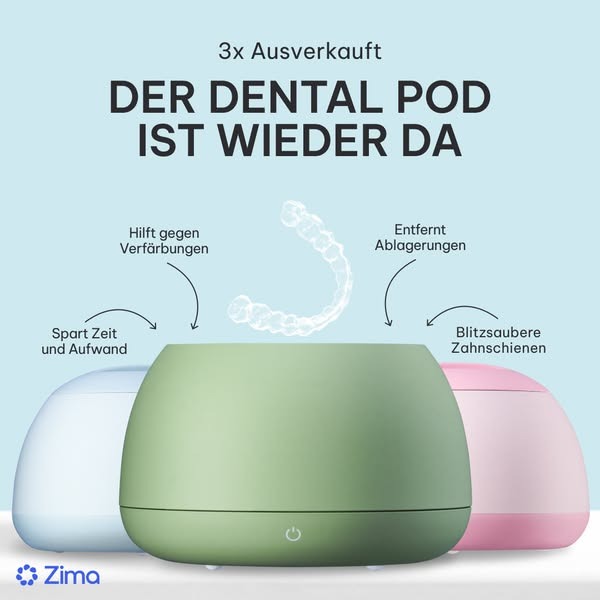 3x Ausverkauft
DER DENTAL POD
IST WIEDER DA
Hilft gegen
Verfärbungen
Entfernt
Ablagerungen
Spart Zeit
und Aufwand
Blitzsaubere
Zahnschienen
Zima